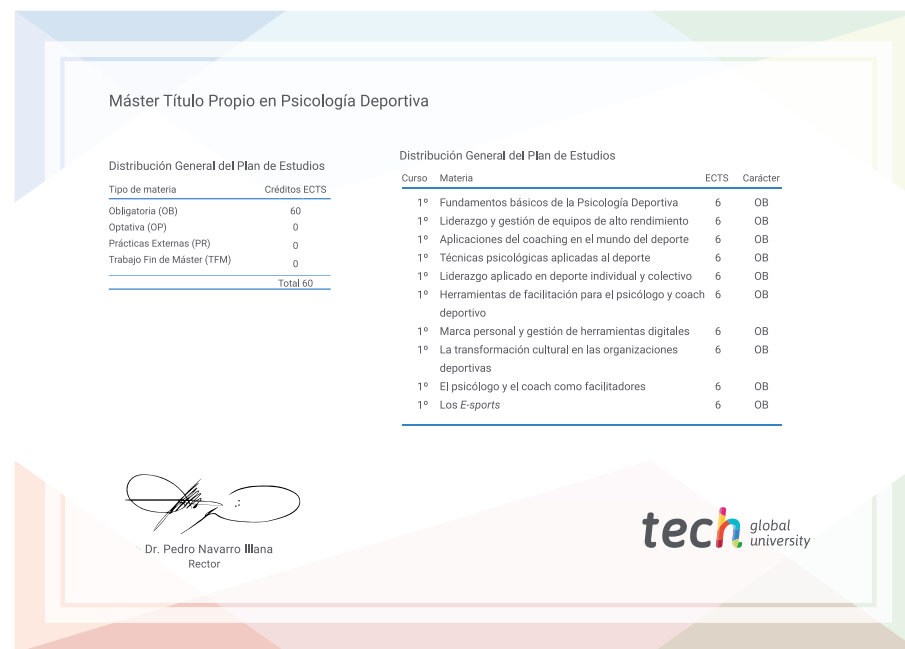 Máster Título Propio en Psicología Deportiva
Distribución General del Plan de Estudios
Tipo de materia Créditos ECTS
Obligatoria (OB) 60
Optativa (OP) 0
Prácticas Externas (PR) 0
Trabajo Fin de Máster (TFM) 0
Total 60
Distribución General del Plan de Estudios
Curso Materia ECTS Carácter
1º Fundamentos básicos de la Psicología Deportiva 6 OB
1º Liderazgo y gestión de equipos de alto rendimiento 6 OB
1º Aplicaciones del coaching en el mundo del deporte 6 OB
1º Técnicas psicológicas aplicadas al deporte 6 OB
1º Liderazgo aplicado en deporte individual y colectivo 6 OB
1º Herramientas de facilitación para el psicólogo y coach 6 OB
deportivo
1º Marca personal y gestión de herramientas digitales 6 OB
1º La transformación cultural en las organizaciones 6 OB
deportivas
1º El psicólogo y el coach como facilitadores 6 OB
1º Los E-sports 6 OB
Dr. Pedro Navarro Illana
Rector
tech global
university